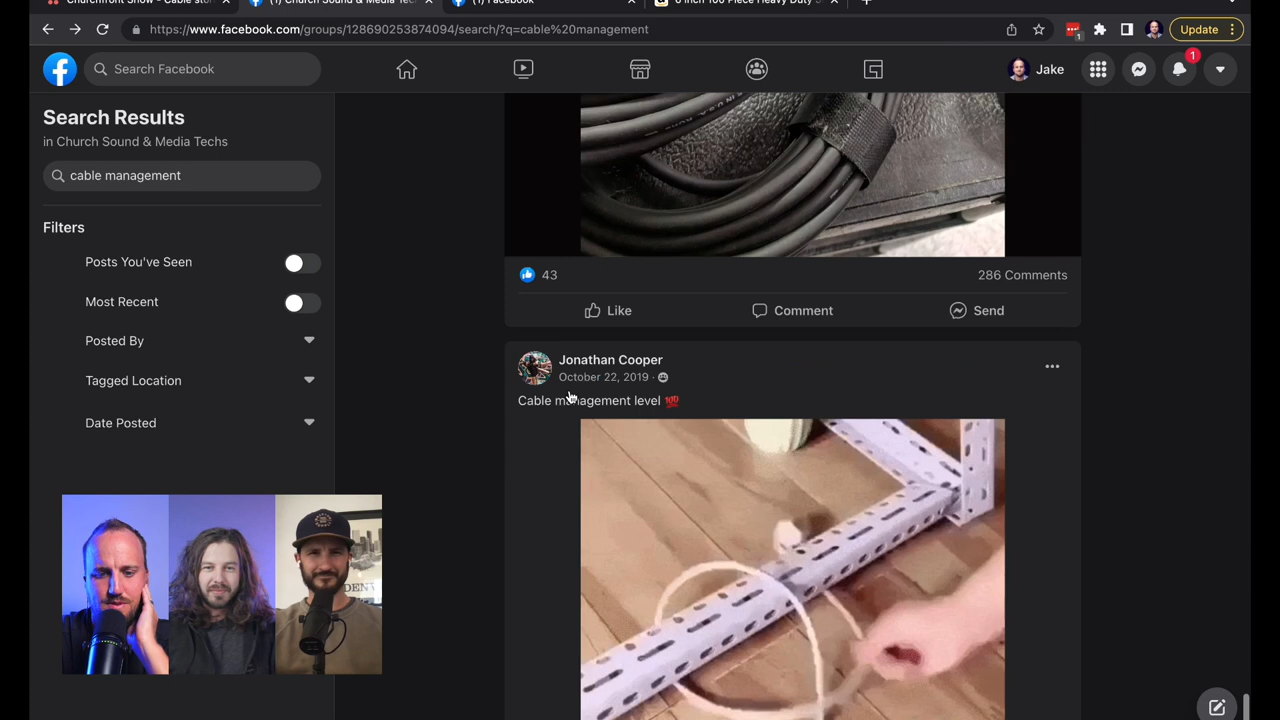 Churchfront Show - Cable sto
(1) Church Sound & Media Tec
(1) Facebook
6 Inch 100 Piece Heavy Duty S
https://www.facebook.com/groups/128690253874094/search/?q=cable%20management
1
Update
Search Facebook
Jake
1
Search Results
in Church Sound & Media Techs
cable management
Filters
Posts You've Seen
Most Recent
Posted By
Tagged Location
Date Posted
43
286 Comments
Like
Comment
Send
Jonathan Cooper
October 22, 2019 ·
Cable management level 💯